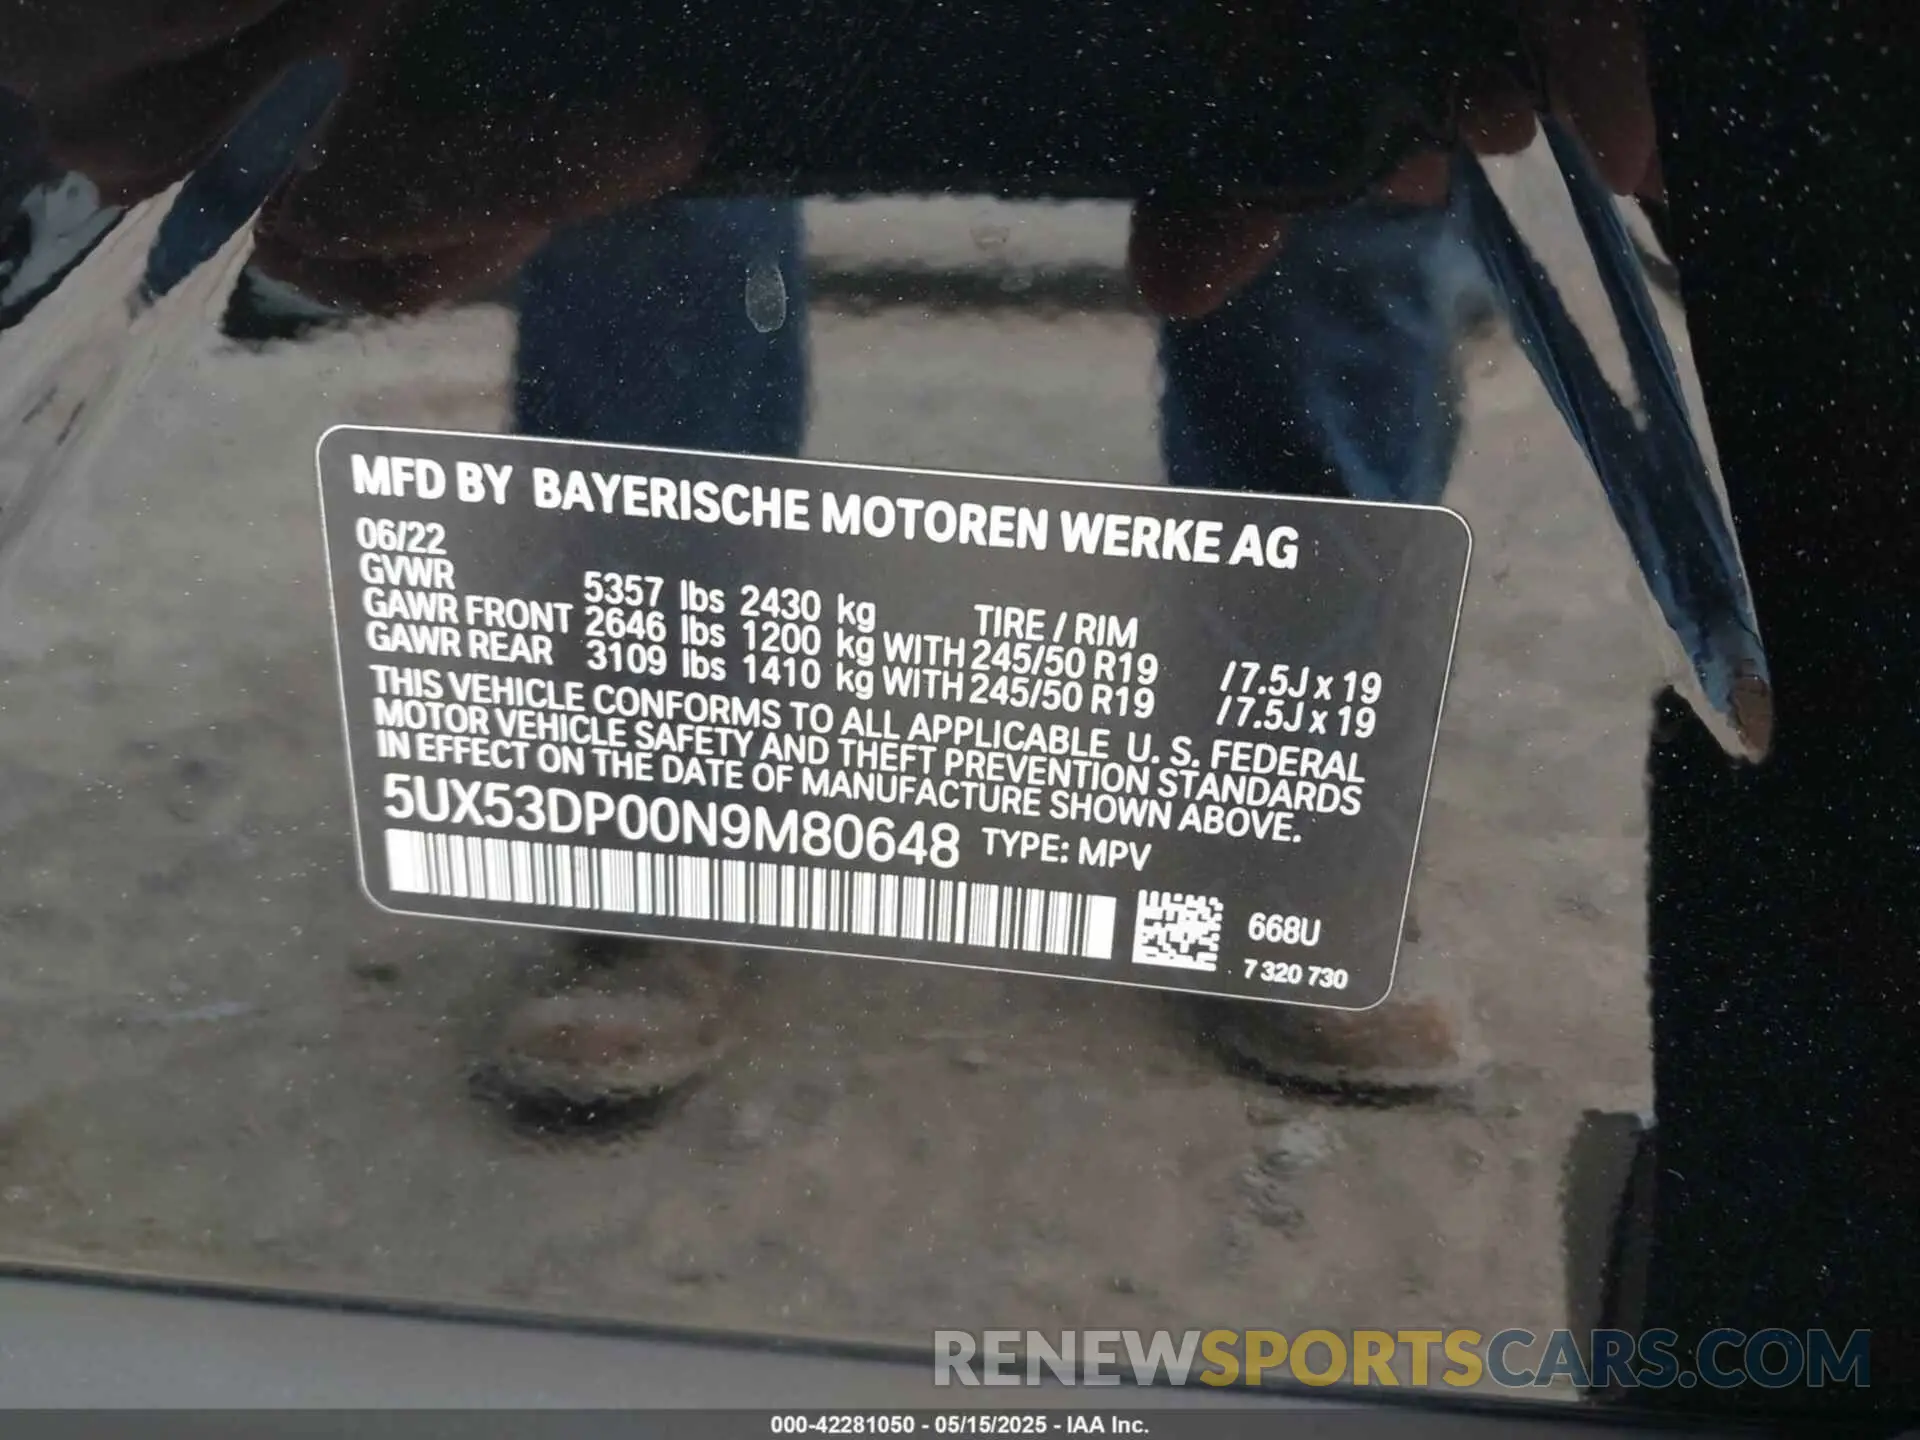 MFD BY BAYERISCHE MOTOREN WERKE AG
06/22
GVWR 5357 lbs 2430 kg TIRE / RIM
GAWR FRONT 2646 lbs 1200 kg WITH 245/50 R19 / 7.5J x 19
GAWR REAR 3109 lbs 1410 kg WITH 245/50 R19 / 7.5J x 19
THIS VEHICLE CONFORMS TO ALL APPLICABLE U. S. FEDERAL
MOTOR VEHICLE SAFETY AND THEFT PREVENTION STANDARDS
IN EFFECT ON THE DATE OF MANUFACTURE SHOWN ABOVE.
5UX53DP00N9M80648 TYPE: MPV
668U
7 320 730
RENEWSPORTSCARS.COM
000-42281050 - 05/15/2025 - IAA Inc.